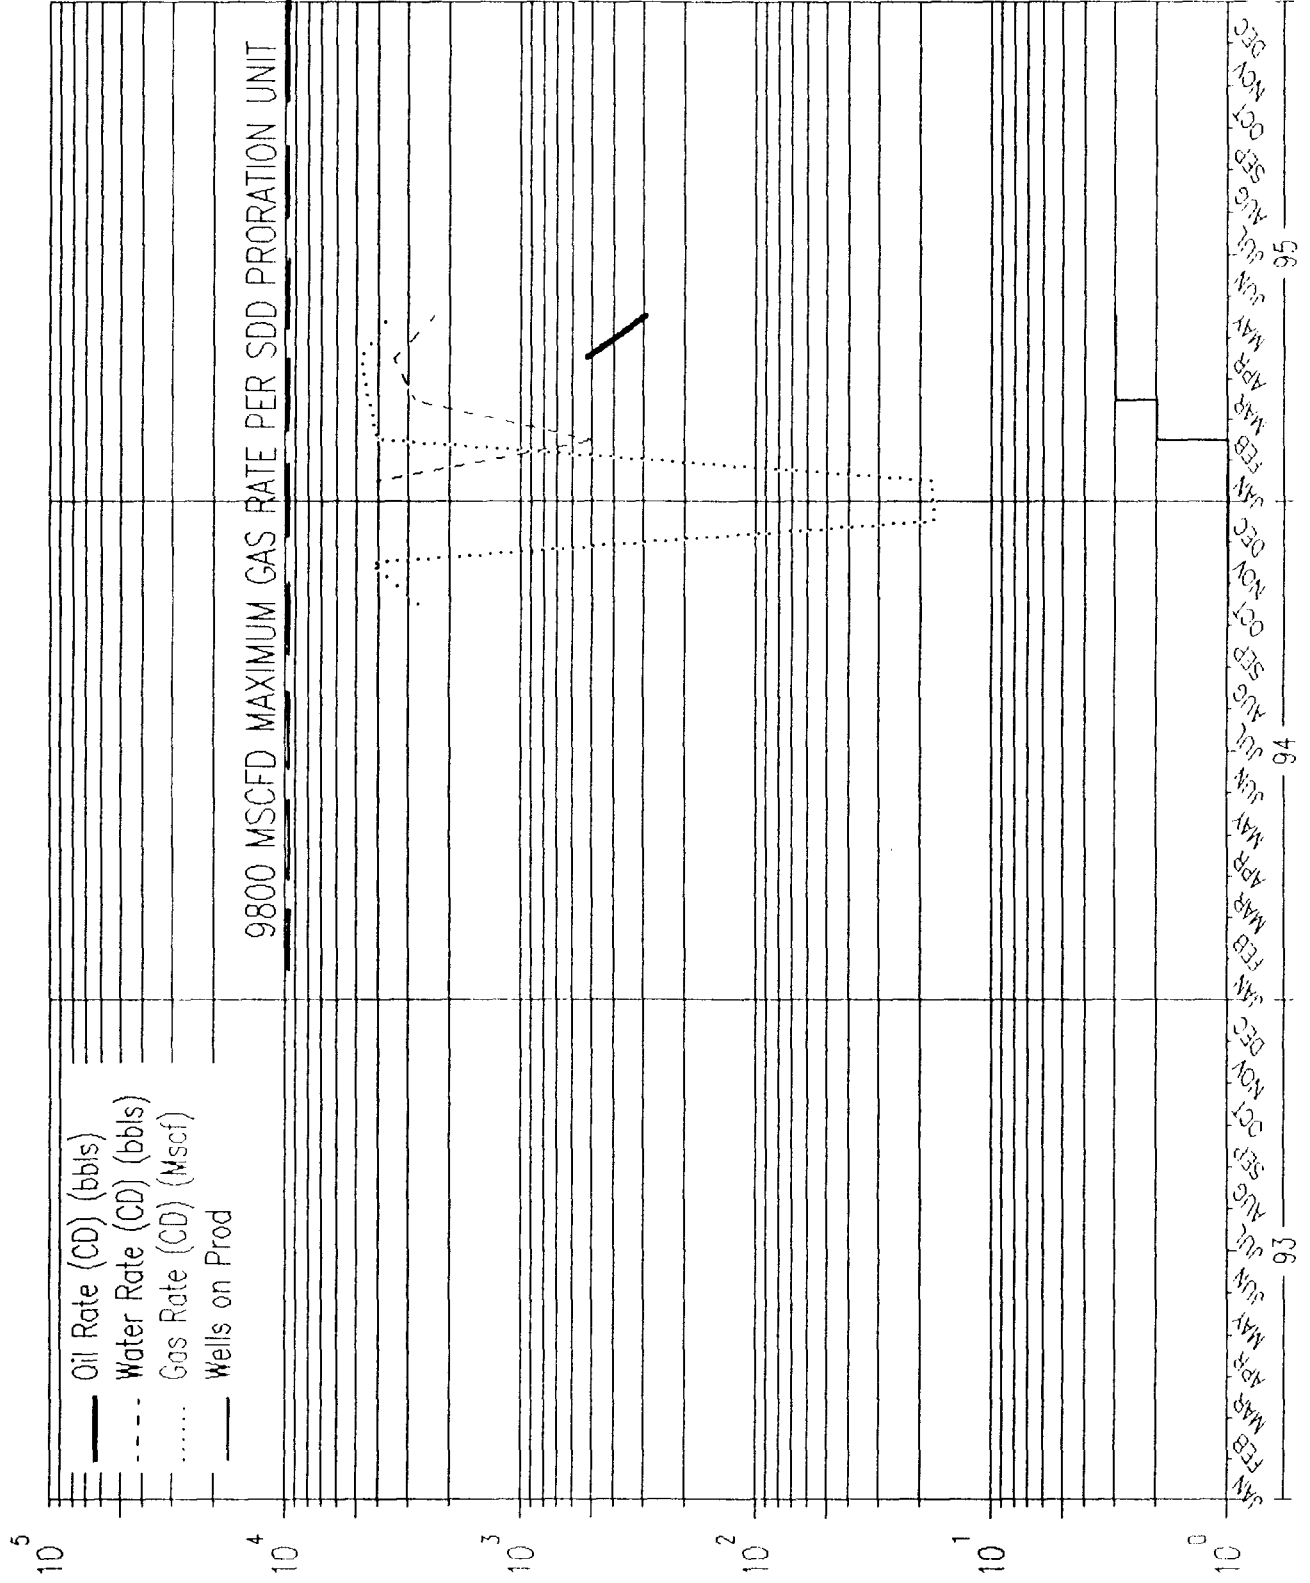 Oil Rate (CD) (bbls)
Water Rate (CD) (bbls)
Gas Rate (CD) (Mscf)
Wells on Prod
9800 MSCFD MAXIMUM GAS RATE PER SDD PRORATION UNIT
10 5
10 4
10 3
10 2
10 1
10 0
JAN FEB MAR APR MAY JUN JUL AUG SEP OCT NOV DEC JAN FEB MAR APR MAY JUN JUL AUG SEP OCT NOV DEC JAN FEB MAR APR MAY JUN JUL AUG SEP OCT NOV DEC
93 94 95